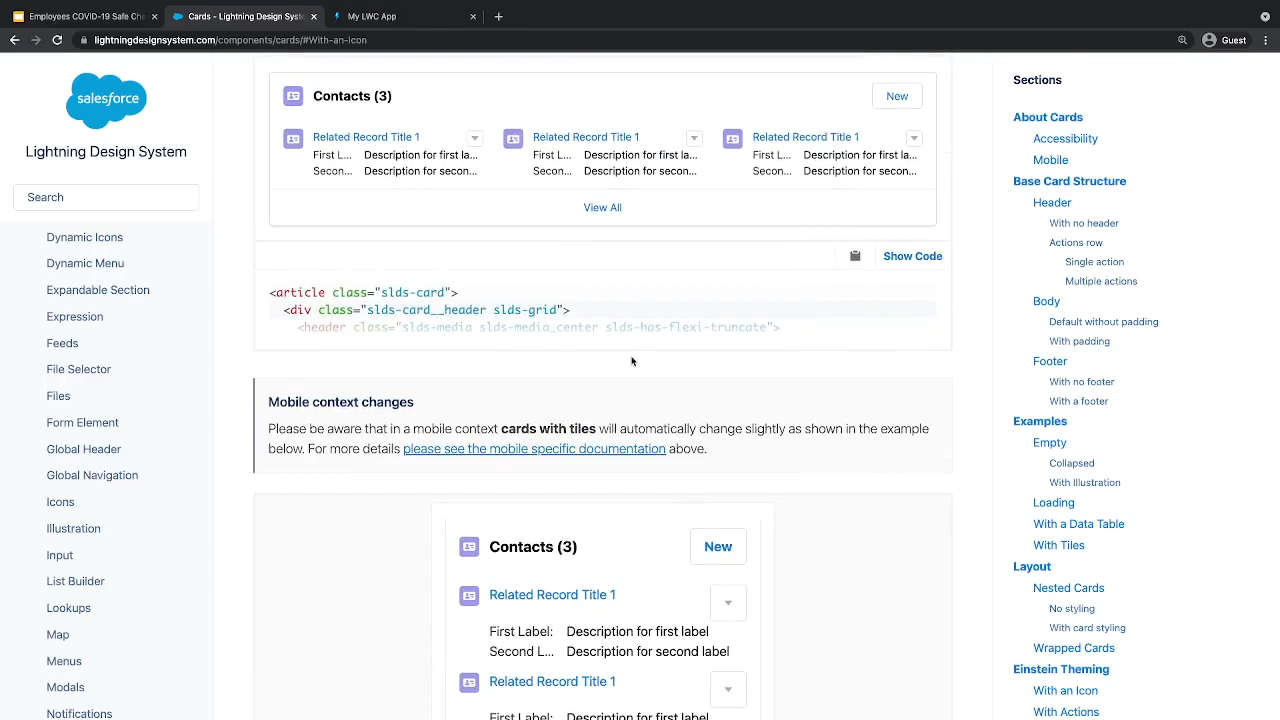 Employees COVID-19 Safe Che
Cards - Lightning Design Syste
My LWC App
lightningdesignsystem.com/components/cards/#With-an-Icon
Guest
salesforce
Lightning Design System
Search
Dynamic Icons
Dynamic Menu
Expandable Section
Expression
Feeds
File Selector
Files
Form Element
Global Header
Global Navigation
Icons
Illustration
Input
List Builder
Lookups
Map
Menus
Modals
Notifications
Contacts (3)
New
Related Record Title 1
First L... Description for first la...
Secon... Description for secon...
Related Record Title 1
First L... Description for first la...
Secon... Description for secon...
Related Record Title 1
First L... Description for first la...
Secon... Description for secon...
View All
Show Code
<article class="slds-card">
<div class="slds-card__header slds-grid">
<header class="slds-media slds-media_center slds-has-flexi-truncate">
Mobile context changes
Please be aware that in a mobile context cards with tiles will automatically change slightly as shown in the example
below. For more details please see the mobile specific documentation above.
Contacts (3)
New
Related Record Title 1
First Label: Description for first label
Second L... Description for second label
Related Record Title 1
First Label: Description for first label
Sections
About Cards
Accessibility
Mobile
Base Card Structure
Header
With no header
Actions row
Single action
Multiple actions
Body
Default without padding
With padding
Footer
With no footer
With a footer
Examples
Empty
Collapsed
With Illustration
Loading
With a Data Table
With Tiles
Layout
Nested Cards
No styling
With card styling
Wrapped Cards
Einstein Theming
With an Icon
With Actions